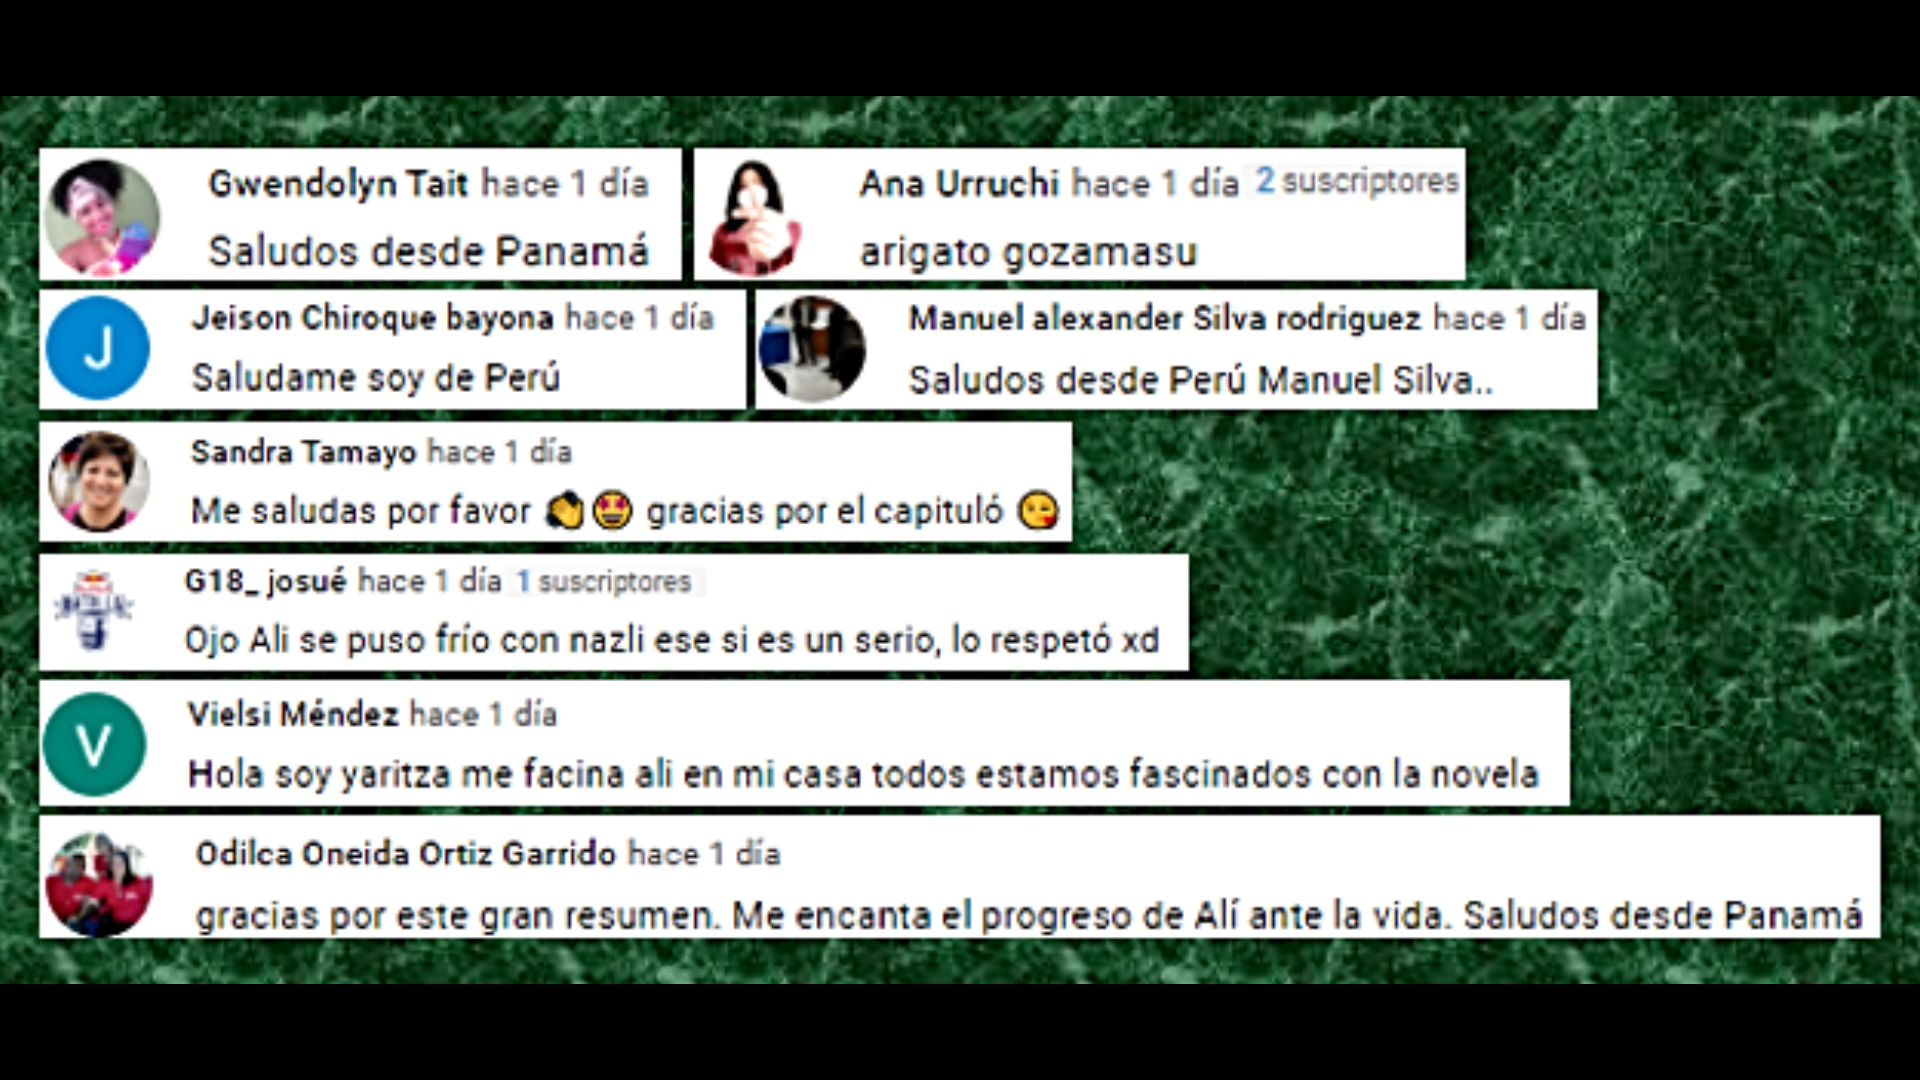 Gwendolyn Tait hace 1 día
Saludos desde Panamá
Ana Urruchi hace 1 día 2 suscriptores
arigato gozamasu
J
Jeison Chiroque bayona hace 1 día
Saludame soy de Perú
Manuel alexander Silva rodriguez hace 1 día
Saludos desde Perú Manuel Silva..
Sandra Tamayo hace 1 día
Me saludas por favor 👏🤩 gracias por el capituló 😘
G18_ josué hace 1 día 1 suscriptores
Ojo Ali se puso frío con nazli ese si es un serio, lo respetó xd
V
Vielsi Méndez hace 1 día
Hola soy yaritza me facina ali en mi casa todos estamos fascinados con la novela
Odilca Oneida Ortiz Garrido hace 1 día
gracias por este gran resumen. Me encanta el progreso de Alí ante la vida. Saludos desde Panamá